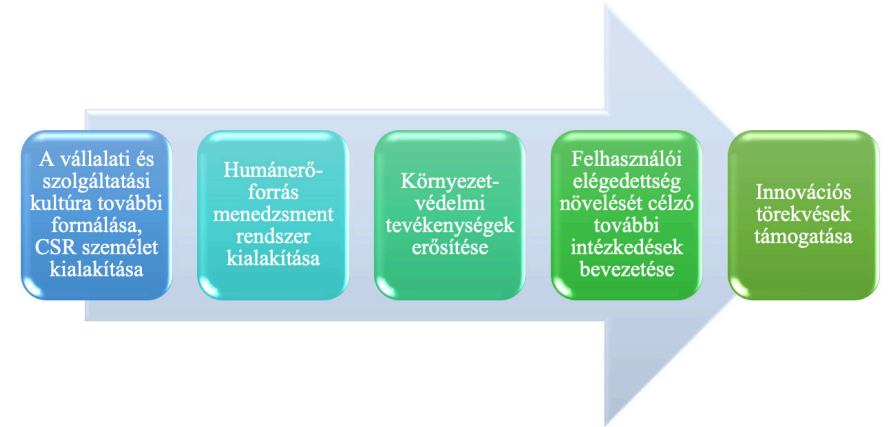 A vállalati és
szolgáltatási
kultúra további
formálása,
CSR személet
kialakítása
Humánerő-
forrás
menedzsment
rendszer
kialakítása
Környezet-
védelmi
tevékenységek
erősítése
Felhasználói
elégedettség
növelését célzó
további
intézkedések
bevezetése
Innovációs
törekvések
támogatása